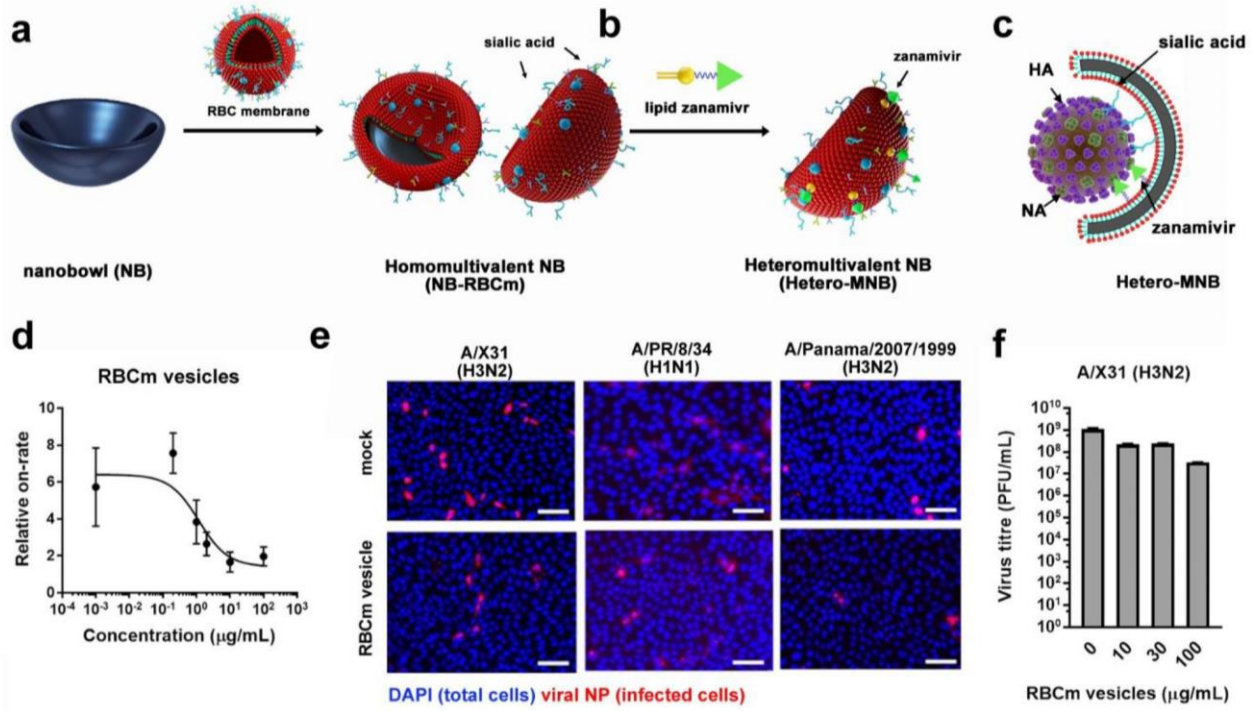 a
RBC membrane
nanobowl (NB)
sialic acid
Homomultivalent NB
(NB-RBCm)
b
lipid zanamivr
zanamivir
Heteromultivalent NB
(Hetero-MNB)
c
sialic acid
HA
NA
zanamivir
Hetero-MNB
d
RBCm vesicles
Relative on-rate
10
8
6
4
2
0
10⁻⁴ 10⁻³ 10⁻² 10⁻¹ 10⁰ 10¹ 10² 10³
Concentration (µg/mL)
e
A/X31
(H3N2)
A/PR/8/34
(H1N1)
A/Panama/2007/1999
(H3N2)
mock
RBCm vesicle
DAPI (total cells) viral NP (infected cells)
f
A/X31 (H3N2)
Virus titre (PFU/mL)
10¹⁰
10⁹
10⁸
10⁷
10⁶
10⁵
10⁴
10³
10²
10¹
10⁰
0 10 30 100
RBCm vesicles (µg/mL)